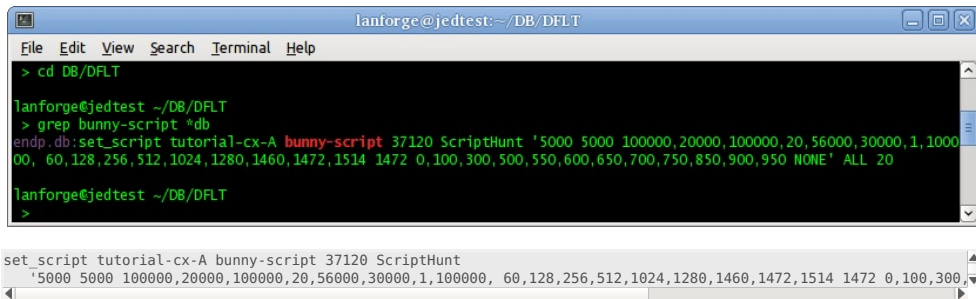 lanforge@jedtest:~/DB/DFLT
File Edit View Search Terminal Help
> cd DB/DFLT
lanforge@jedtest ~/DB/DFLT
> grep bunny-script *db
endp.db:set_script tutorial-cx-A bunny-script 37120 ScriptHunt '5000 5000 100000,20000,100000,20,56000,30000,1,1000
00, 60,128,256,512,1024,1280,1460,1472,1514 1472 0,100,300,500,550,600,650,700,750,850,900,950 NONE' ALL 20
lanforge@jedtest ~/DB/DFLT
>
set_script tutorial-cx-A bunny-script 37120 ScriptHunt
'5000 5000 100000,20000,100000,20,56000,30000,1,100000, 60,128,256,512,1024,1280,1460,1472,1514 1472 0,100,300,